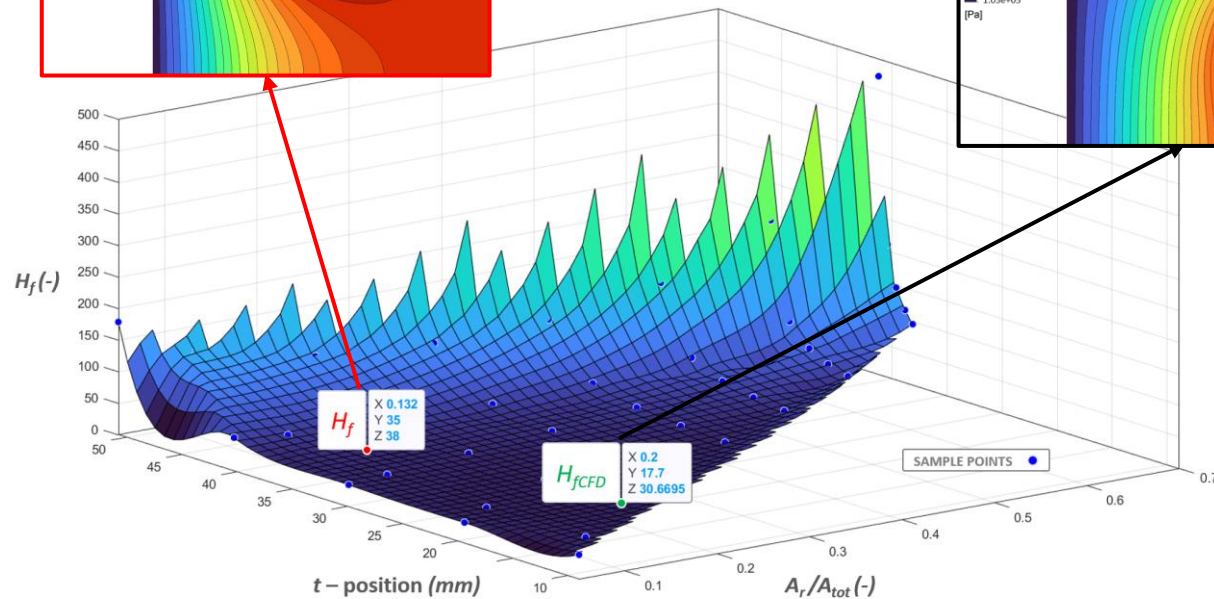 [Pa]
500
450
400
350
300
250
200
150
100
50
0
H_f (-)
50
45
40
35
30
25
20
10
t – position (mm)
0.1
0.2
0.3
0.4
0.5
0.6
0.7
A_r/A_tot (-)
H_f
X 0.132
Y 35
Z 38
H_fCFD
X 0.2
Y 17.7
Z 30.6695
SAMPLE POINTS